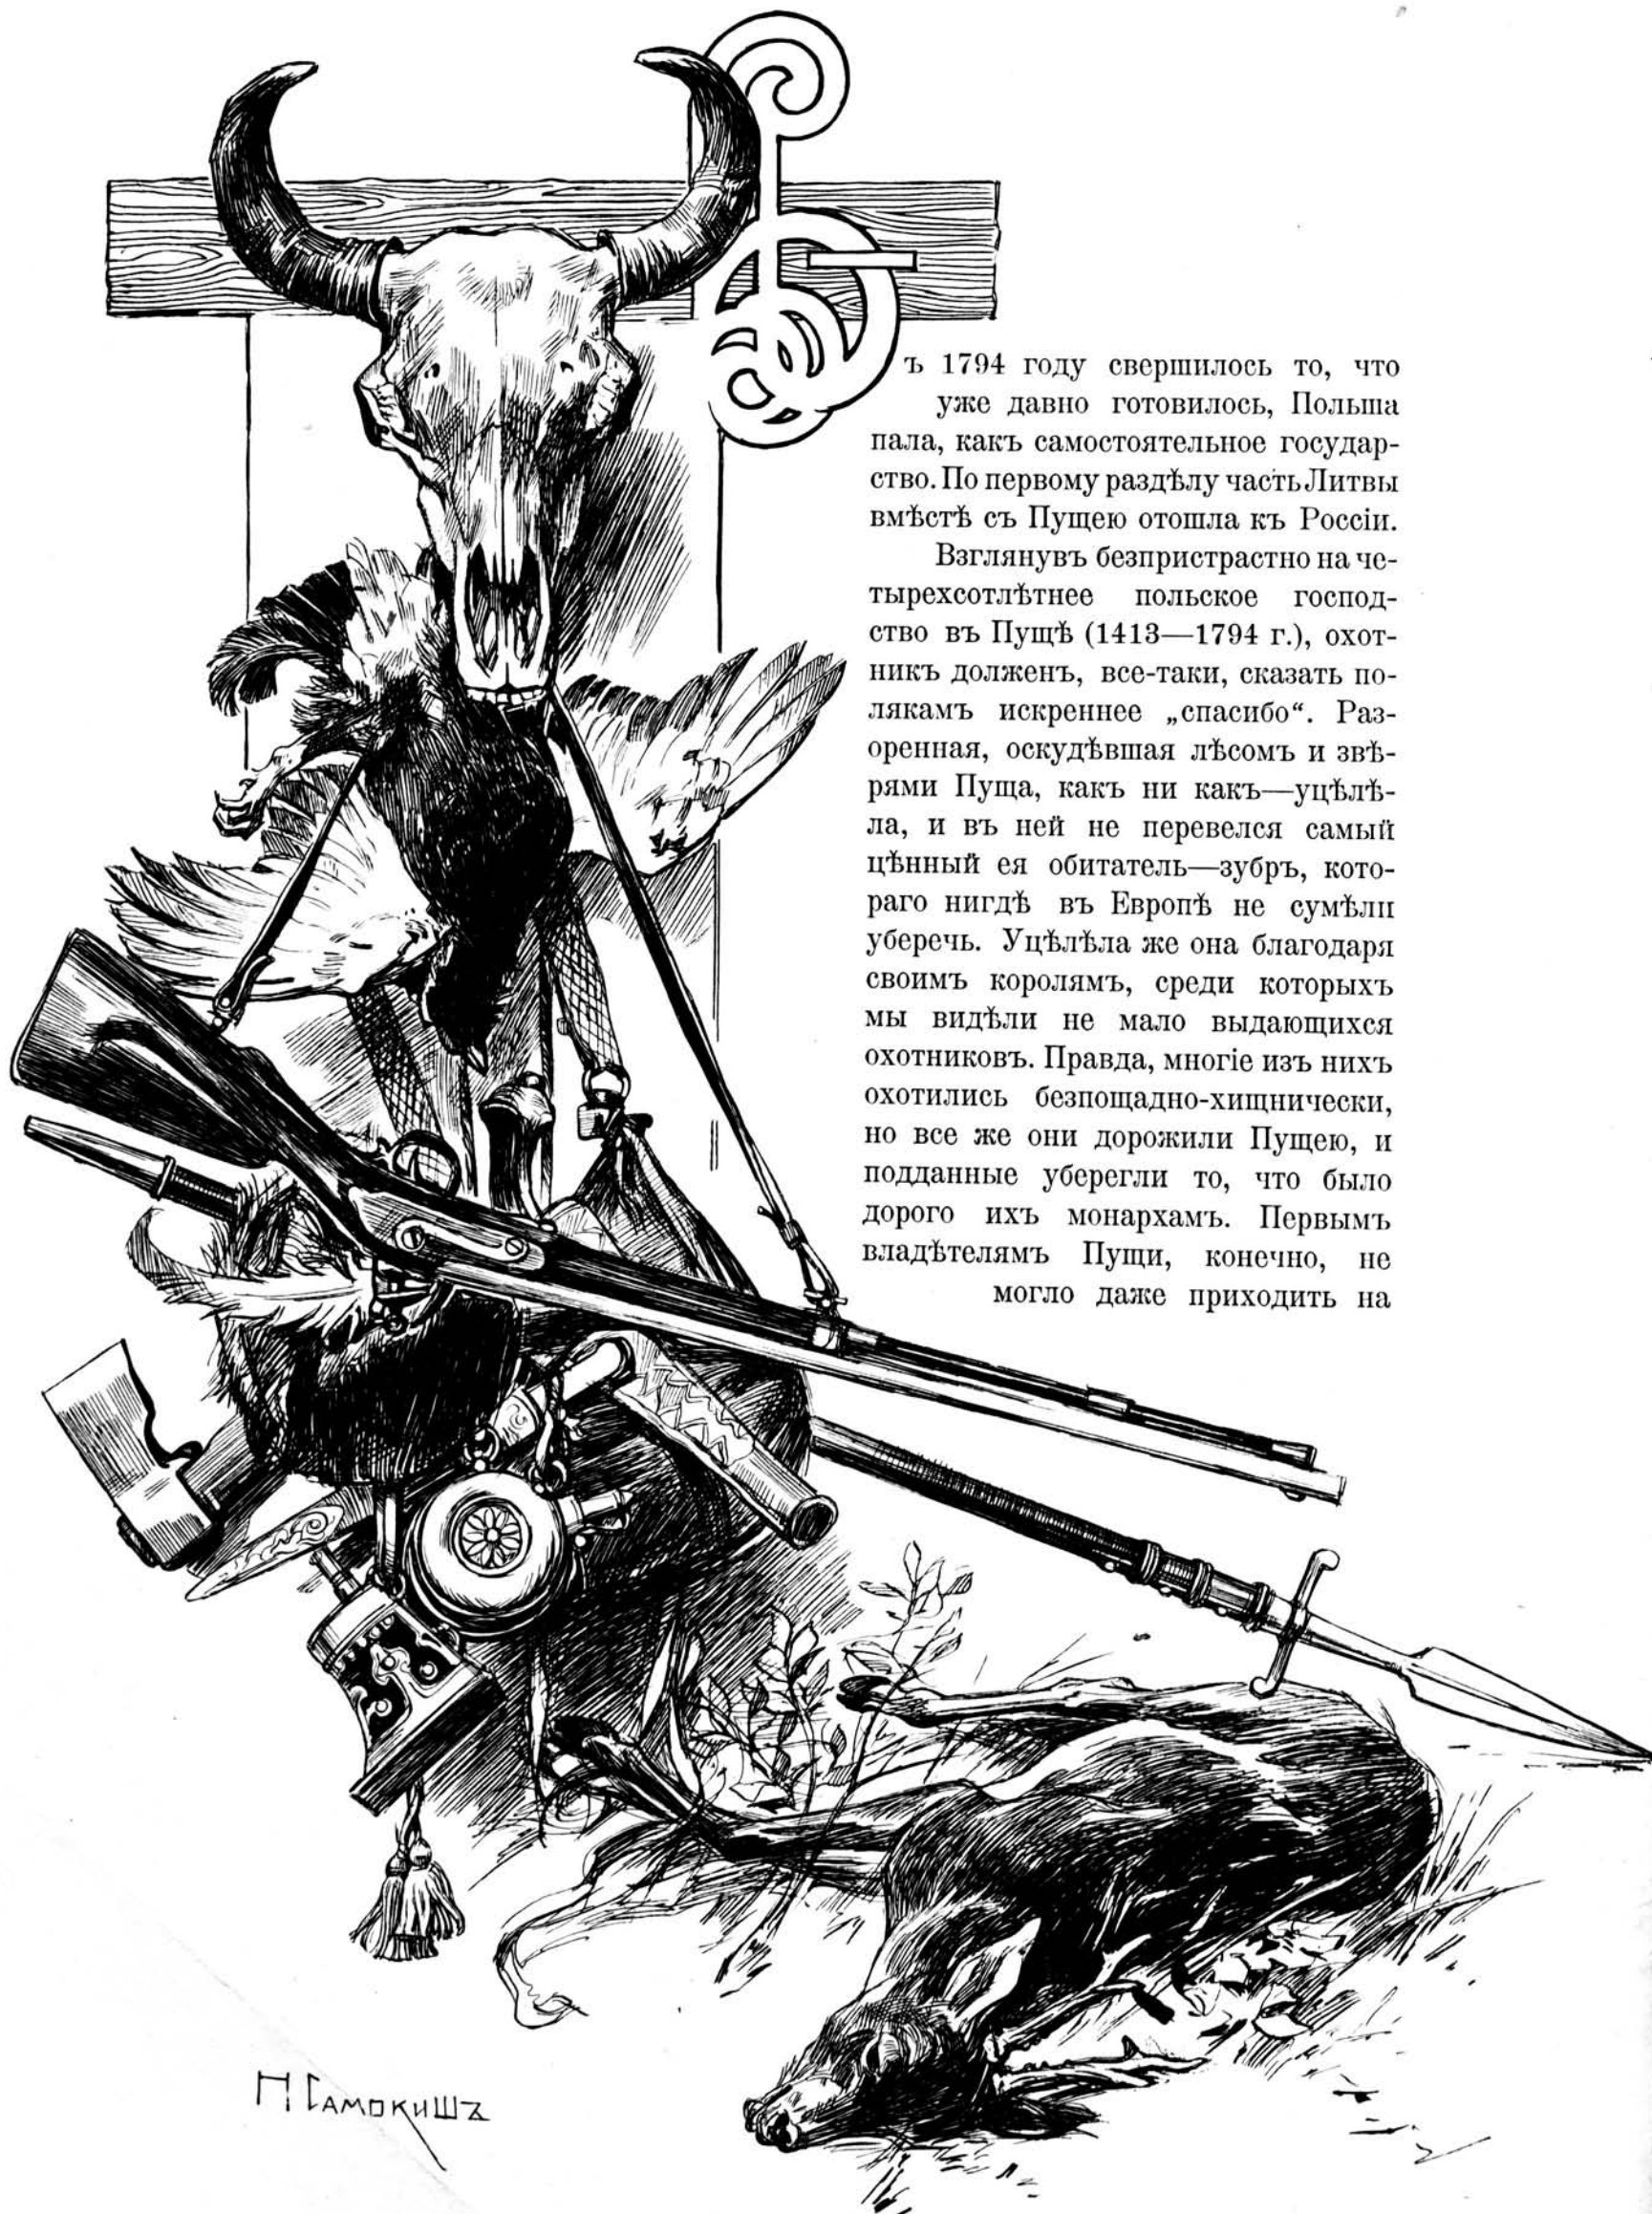 Въ 1794 году свершилось то, что
уже давно готовилось, Польша
пала, какъ самостоятельное государ-
ство. По первому раздѣлу часть Литвы
вмѣстѣ съ Пущею отошла къ Россіи.
Взглянувъ безпристрастно на че-
тырехсотлѣтнее польское господ-
ство въ Пущѣ (1413—1794 г.), охот-
никъ долженъ, все-таки, сказать по-
лякамъ искреннее „спасибо“. Раз-
оренная, оскудѣвшая лѣсомъ и звѣ-
рями Пуща, какъ ни какъ—уцѣлѣ-
ла, и въ ней не перевелся самый
цѣнный ея обитатель—зубръ, кото-
раго нигдѣ въ Европѣ не сумѣли
уберечь. Уцѣлѣла же она благодаря
своимъ королямъ, среди которыхъ
мы видѣли не мало выдающихся
охотниковъ. Правда, многіе изъ нихъ
охотились безпощадно-хищнически,
но все же они дорожили Пущею, и
подданные уберегли то, что было
дорого ихъ монархамъ. Первымъ
владѣтелямъ Пущи, конечно, не
могло даже приходить на
Н Самокишъ